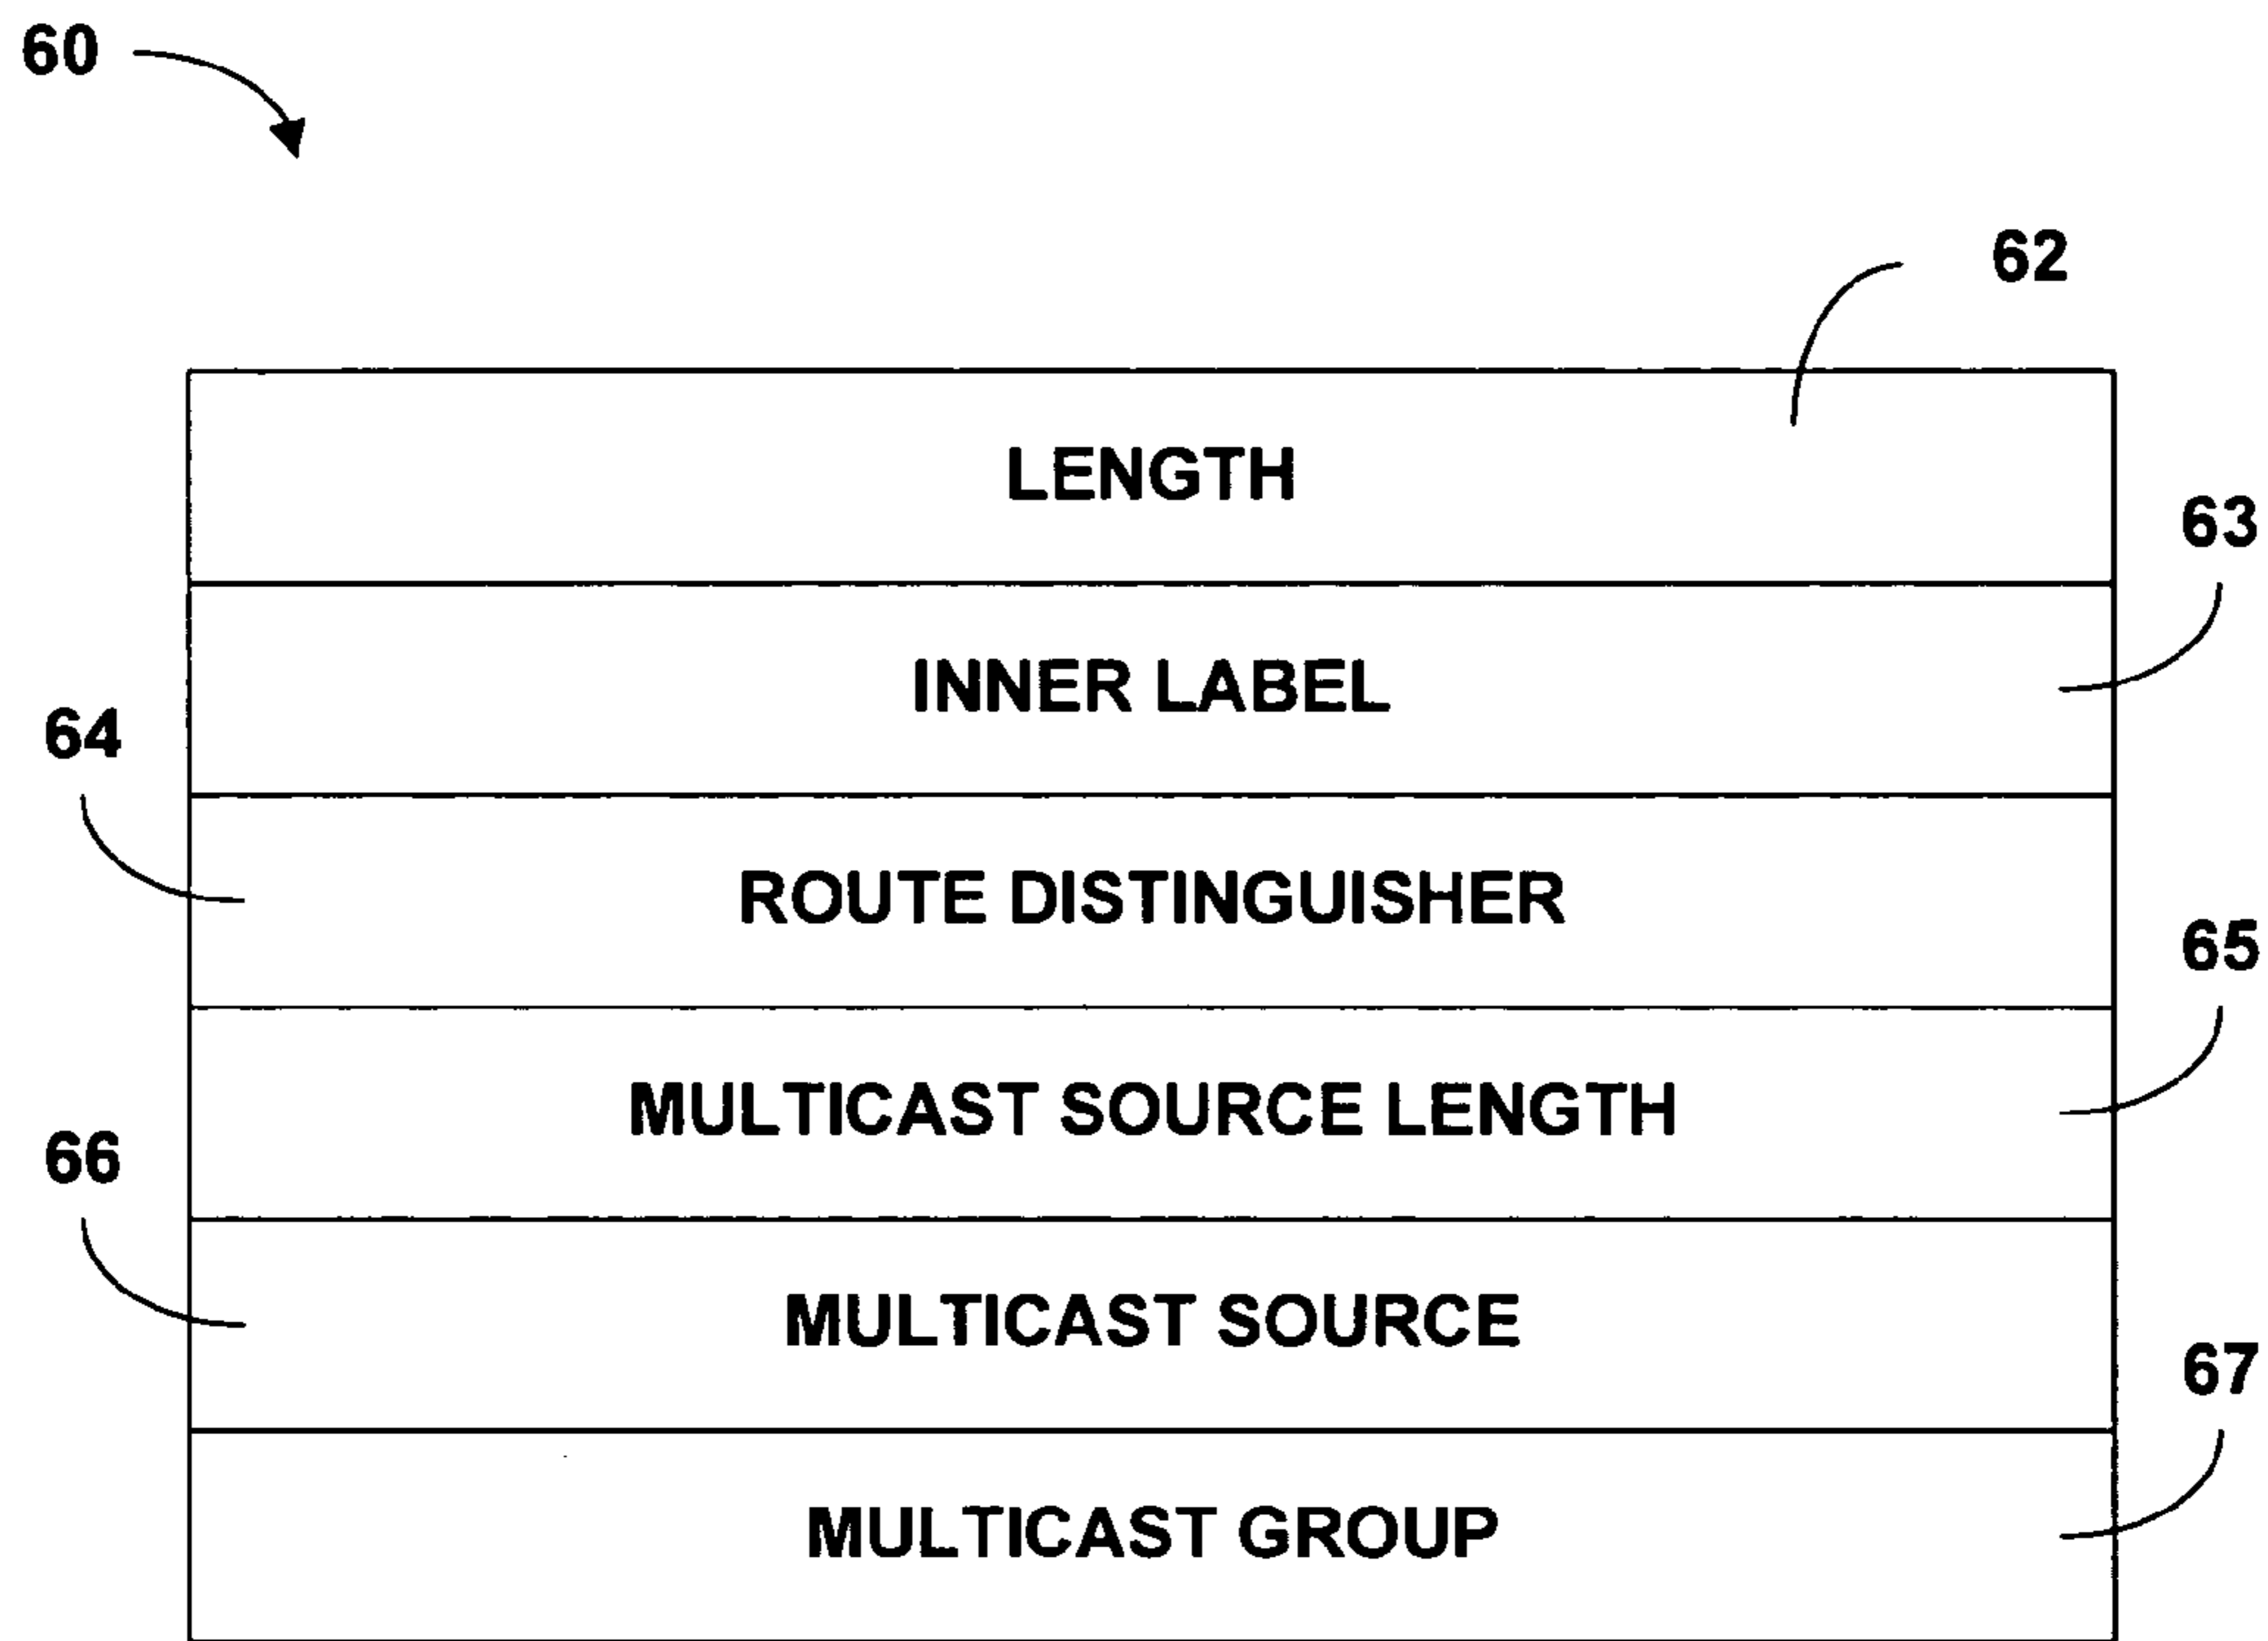 60
62
LENGTH
63
INNER LABEL
64
ROUTE DISTINGUISHER
65
MULTICAST SOURCE LENGTH
66
MULTICAST SOURCE
67
MULTICAST GROUP